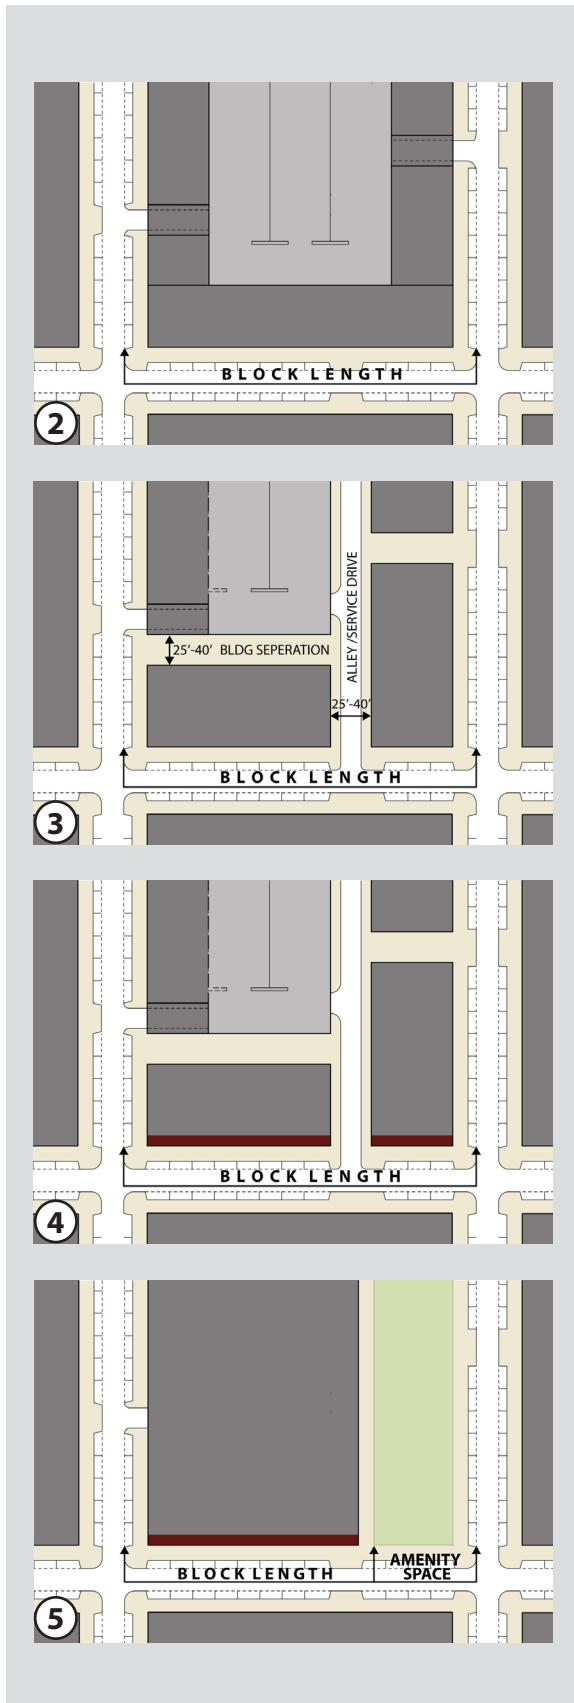 BLOCK LENGTH
2
ALLEY/SERVICE DRIVE
25'-40' BLDG SEPERATION
25'-40'
BLOCK LENGTH
3
BLOCK LENGTH
4
AMENITY
SPACE
BLOCK LENGTH
5